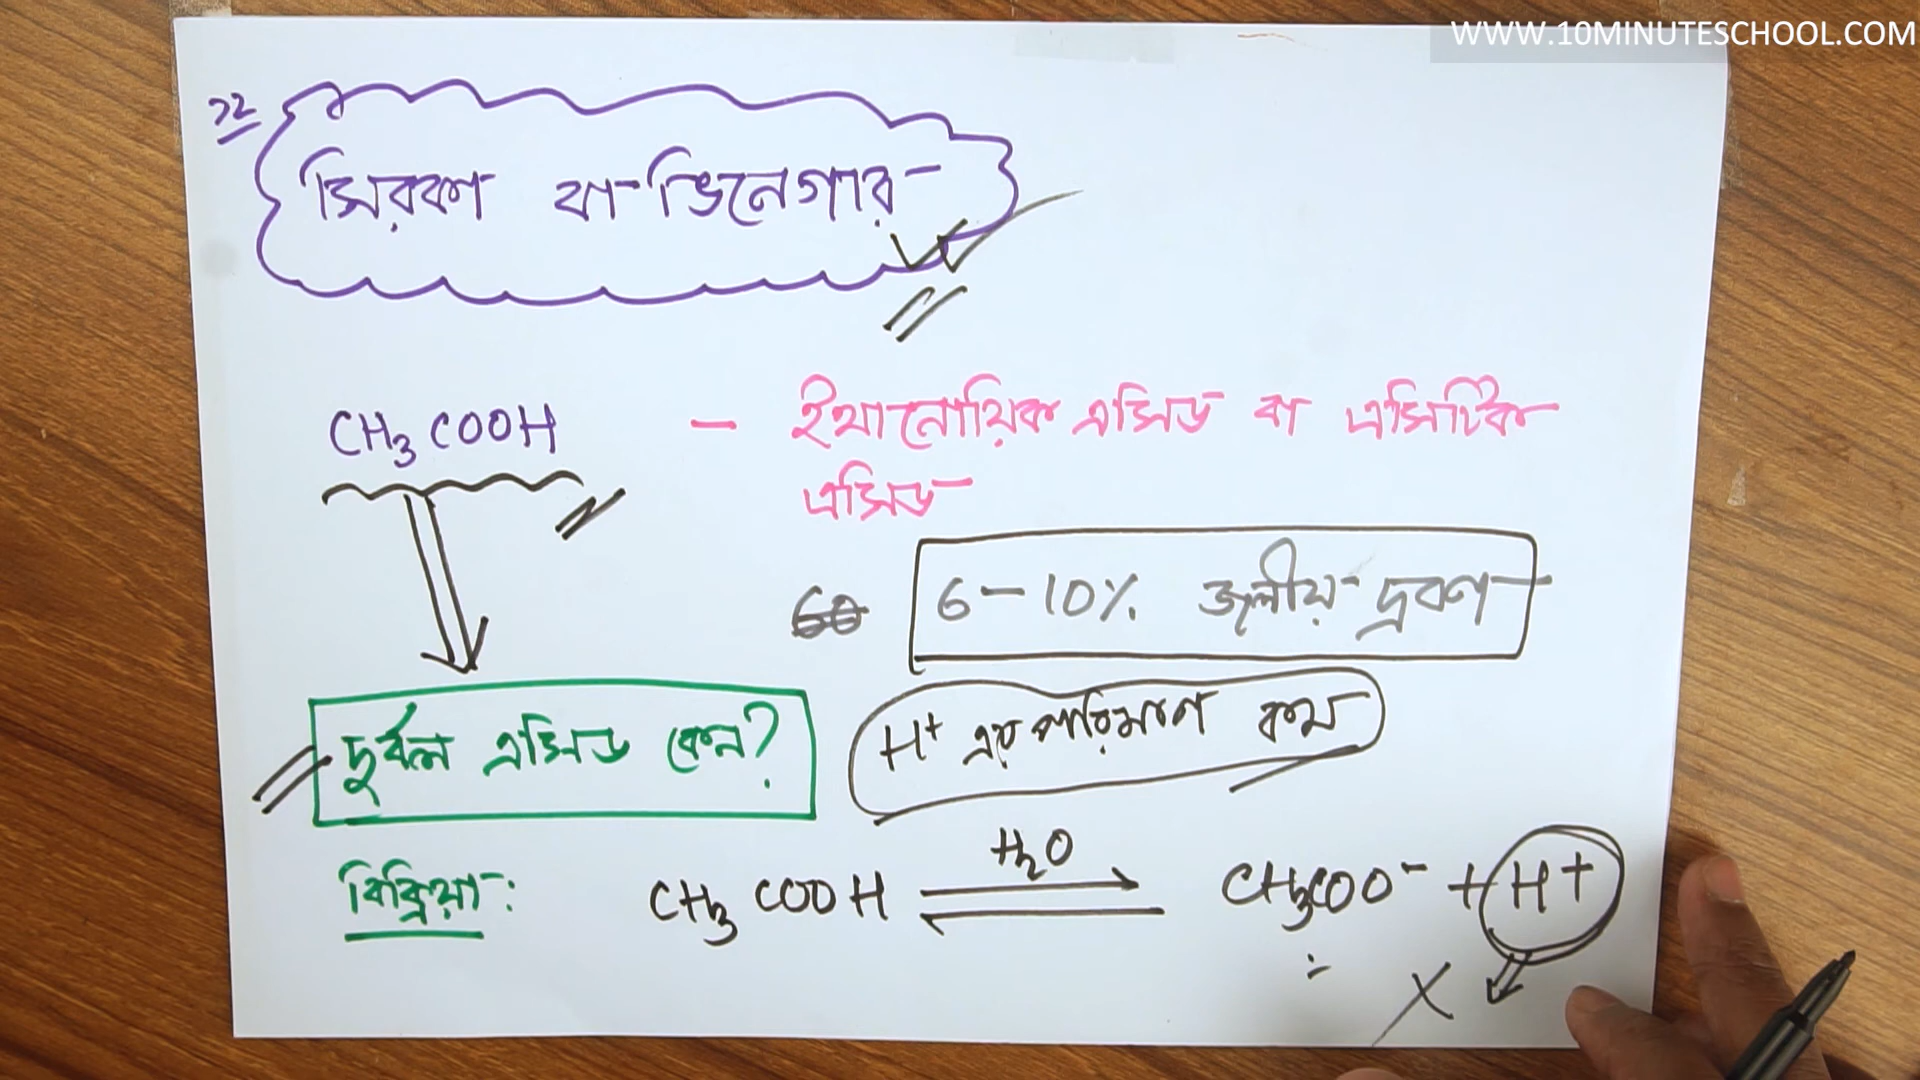 WWW.10MINUTESCHOOL.COM
১২
সিরকা বা ভিনেগার
CH3COOH - ইথানোয়িক এসিড বা এসিটিক
এসিড
6-10% জলীয় দ্রবণ
দুর্বল এসিড কেন?
H+ এর পরিমাণ কম
বিক্রিয়া:
H2O
CH3COOH ⇌ CH3COO- + H+